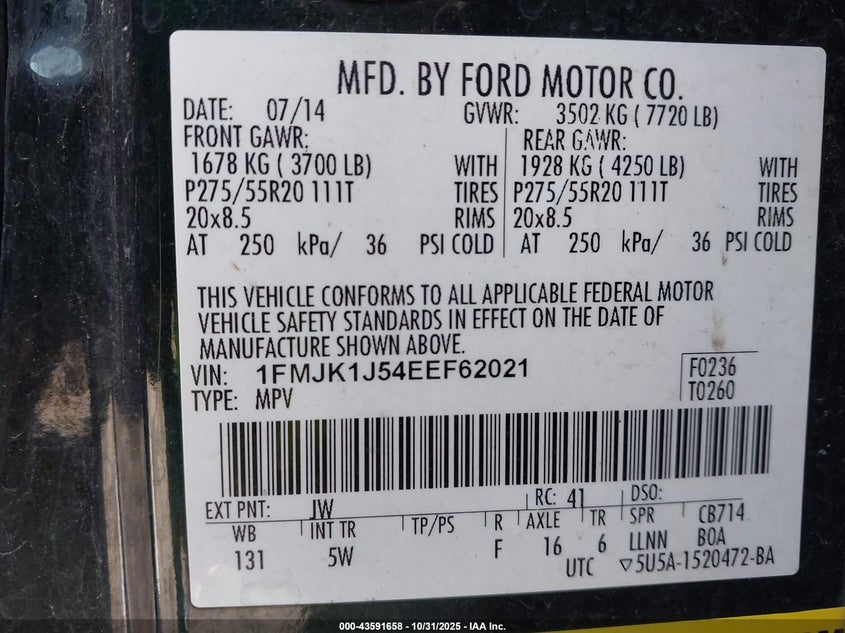 MFD. BY FORD MOTOR CO.
DATE: 07/14 GVWR: 3502 KG ( 7720 LB)
FRONT GAWR: REAR GAWR:
1678 KG ( 3700 LB) WITH 1928 KG ( 4250 LB) WITH
P275/55R20 111T TIRES P275/55R20 111T TIRES
20x8.5 RIMS 20x8.5 RIMS
AT 250 kPa/ 36 PSI COLD AT 250 kPa/ 36 PSI COLD
THIS VEHICLE CONFORMS TO ALL APPLICABLE FEDERAL MOTOR
VEHICLE SAFETY STANDARDS IN EFFECT ON THE DATE OF
MANUFACTURE SHOWN ABOVE.
VIN: 1FMJK1J54EEF62021 F0236
TYPE: MPV T0260
EXT PNT: JW RC: 41 DSO:
WB INT TR TP/PS R AXLE TR SPR CB714
131 5W F 16 6 LLNN BOA
UTC ▽5U5A-1520472-BA
000-43591658 - 10/31/2025 - IAA Inc.